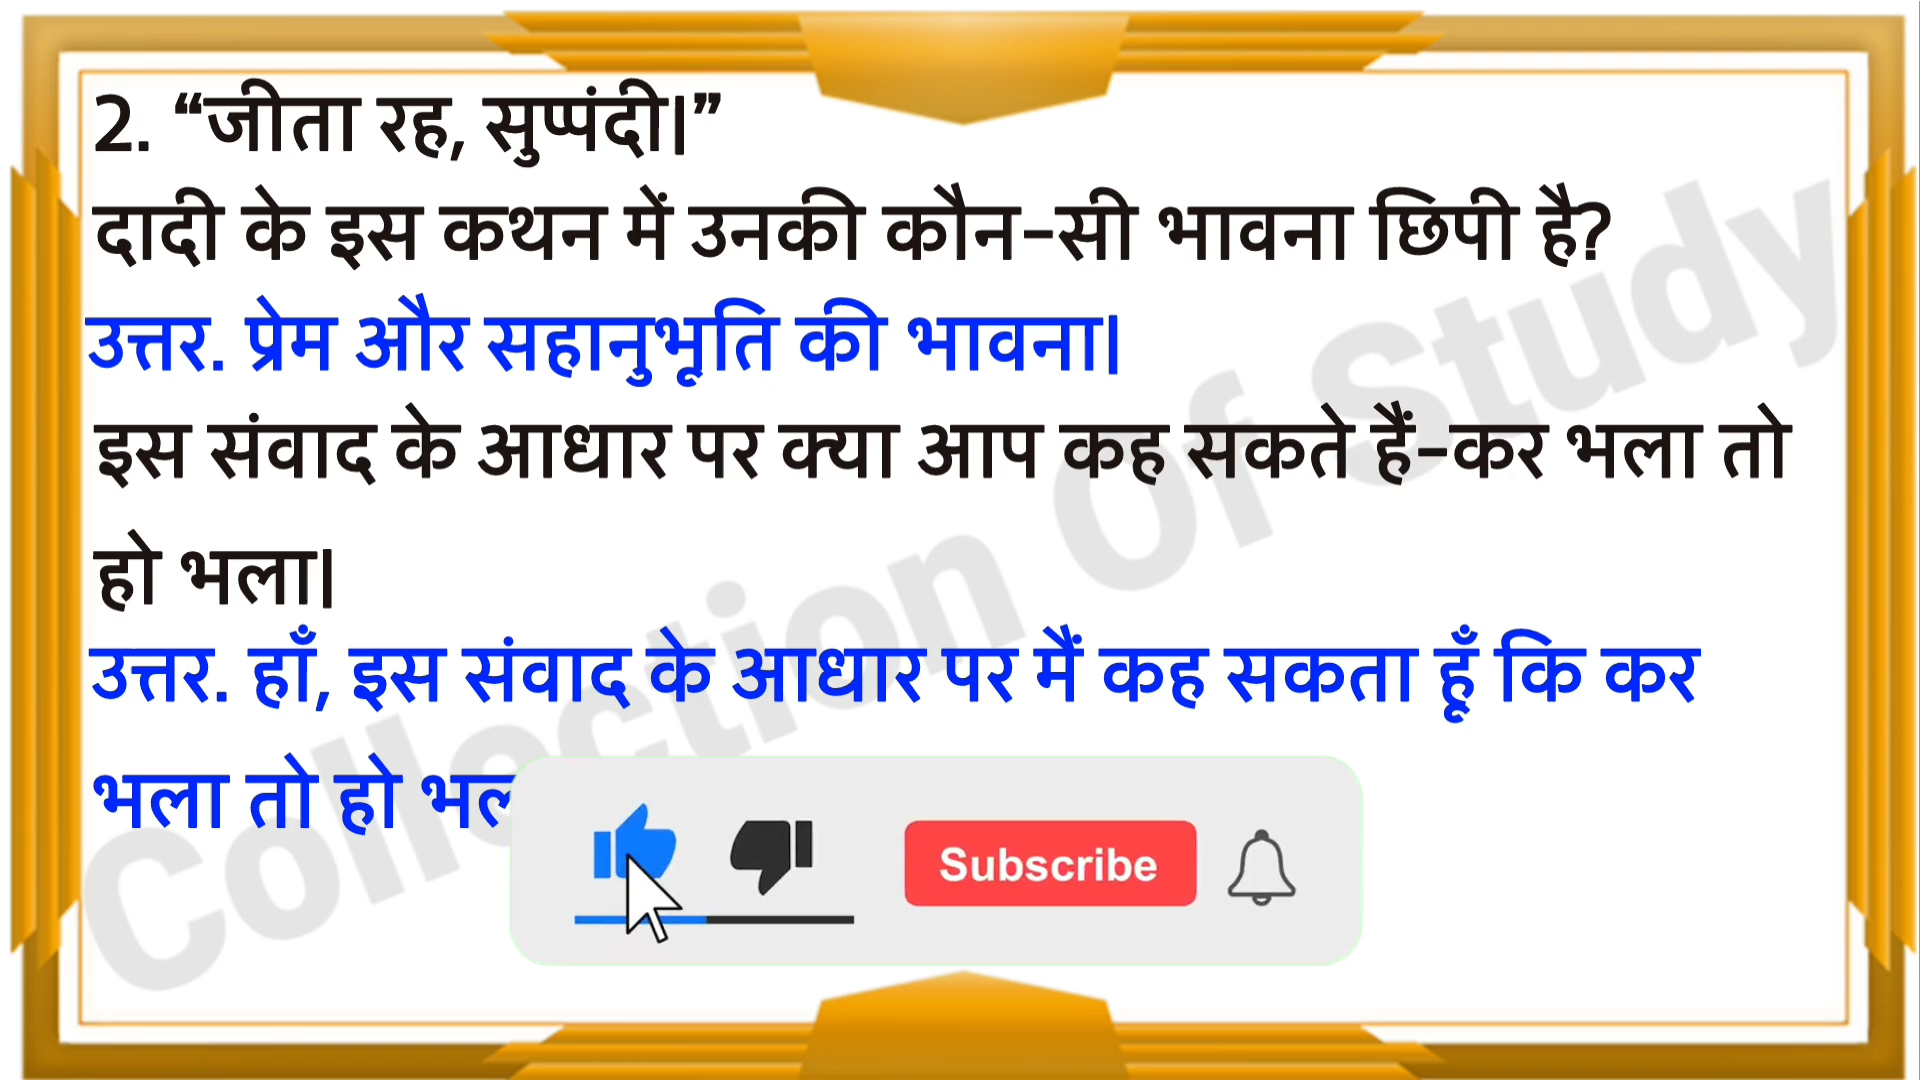 2. “जीता रह, सुप्पंदी।”
दादी के इस कथन में उनकी कौन-सी भावना छिपी है?
उत्तर. प्रेम और सहानुभूति की भावना।
इस संवाद के आधार पर क्या आप कह सकते हैं-कर भला तो
हो भला।
उत्तर. हाँ, इस संवाद के आधार पर मैं कह सकता हूँ कि कर
भला तो हो
Subscribe
Collection Of Study